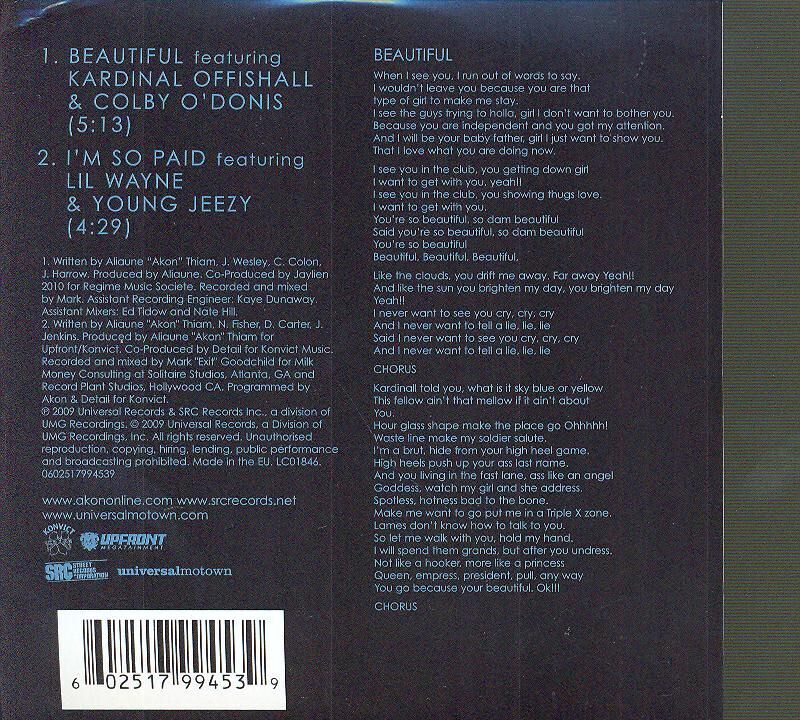 1. BEAUTIFUL featuring
KARDINAL OFFISHALL
& COLBY O'DONIS
(5:13)
2. I'M SO PAID featuring
LIL WAYNE
& YOUNG JEEZY
(4:29)
1. Written by Aliaune "Akon" Thiam, J. Wesley, C. Colon,
J. Harrow. Produced by Aliaune. Co-Produced by Jaylien
2010 for Regime Music Societe. Recorded and mixed
by Mark. Assistant Recording Engineer: Kaye Dunaway.
Assistant Mixers: Ed Tidow and Nate Hill.
2. Written by Aliaune "Akon" Thiam, N. Fisher, D. Carter, J.
Jenkins. Produced by Aliaune "Akon" Thiam for
Upfront/Konvict. Co-Produced by Detail for Konvict Music.
Recorded and mixed by Mark "Exit" Goodchild for Milk
Money Consulting at Solitaire Studios, Atlanta, GA and
Record Plant Studios, Hollywood CA. Programmed by
Akon & Detail for Konvict.
℗ 2009 Universal Records & SRC Records Inc., a division of
UMG Recordings. © 2009 Universal Records, a Division of
UMG Recordings, Inc. All rights reserved. Unauthorised
reproduction, copying, hiring, lending, public performance
and broadcasting prohibited. Made in the EU. LC01846.
0602517994539
www.akononline.com www.srcrecords.net
www.universalmotown.com
KONVICT
UPFRONT
MEGATAINMENT
SRC STREET
RECORDS
CORPORATION
universalmotown
6 02517 99453 9
BEAUTIFUL
When I see you, I run out of words to say.
I wouldn't leave you because you are that
type of girl to make me stay.
I see the guys trying to holla, girl I don't want to bother you.
Because you are independent and you got my attention.
And I will be your baby father, girl I just want to show you.
That I love what you are doing now.
I see you in the club, you getting down girl
I want to get with you, yeah!!
I see you in the club, you showing thugs love.
I want to get with you.
You're so beautiful, so dam beautiful
Said you're so beautiful, so dam beautiful
You're so beautiful
Beautiful, Beautiful, Beautiful,
Like the clouds, you drift me away. Far away Yeah!!
And like the sun you brighten my day, you brighten my day
Yeah!!
I never want to see you cry, cry, cry
And I never want to tell a lie, lie, lie
Said I never want to see you cry, cry, cry
And I never want to tell a lie, lie, lie
CHORUS
Kardinall told you, what is it sky blue or yellow
This fellow ain't that mellow if it ain't about
You.
Hour glass shape make the place go Ohhhhh!
Waste line make my soldier salute.
I'm a brut, hide from your high heel game.
High heels push up your ass last name.
And you living in the fast lane, ass like an angel
Goddess, watch my girl and she address.
Spotless, hotness bad to the bone.
Make me want to go put me in a Triple X zone.
Lames don't know how to talk to you.
So let me walk with you, hold my hand.
I will spend them grands, but after you undress.
Not like a hooker, more like a princess
Queen, empress, president, pull, any way
You go because your beautiful. Ok!!!
CHORUS